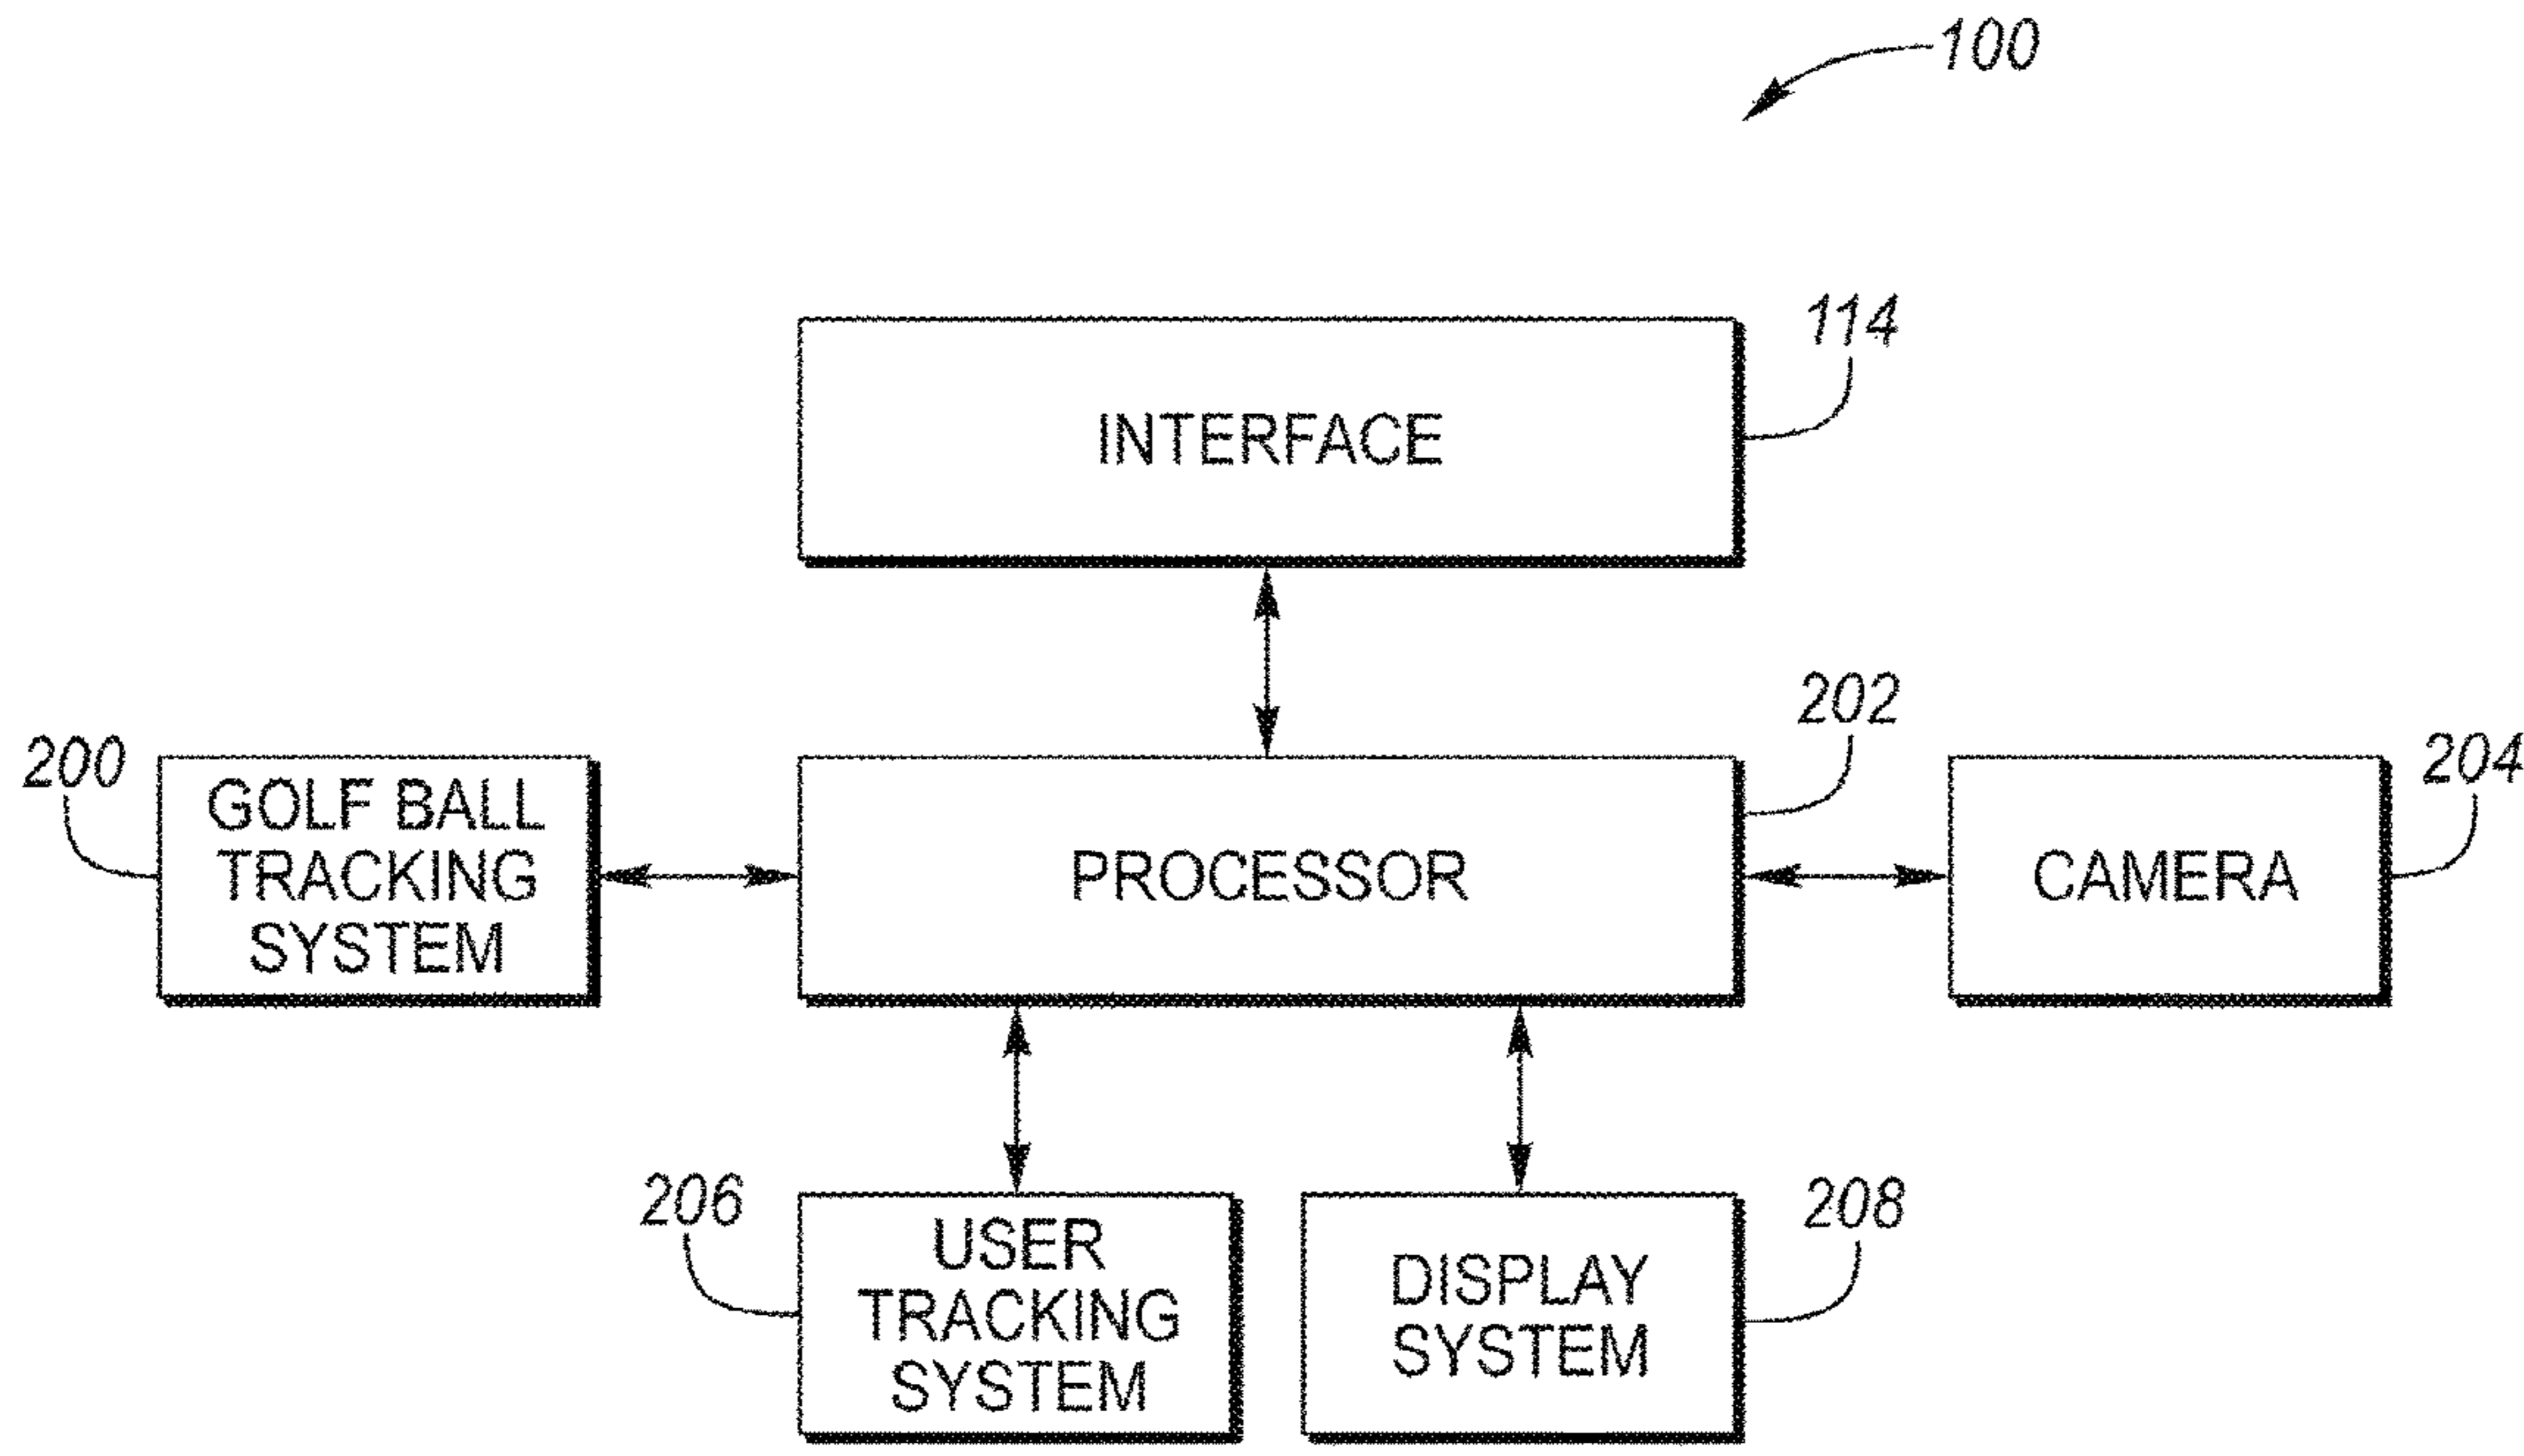 100
114
INTERFACE
202
200
204
GOLF BALL
TRACKING
SYSTEM
PROCESSOR
CAMERA
206
208
USER
TRACKING
SYSTEM
DISPLAY
SYSTEM